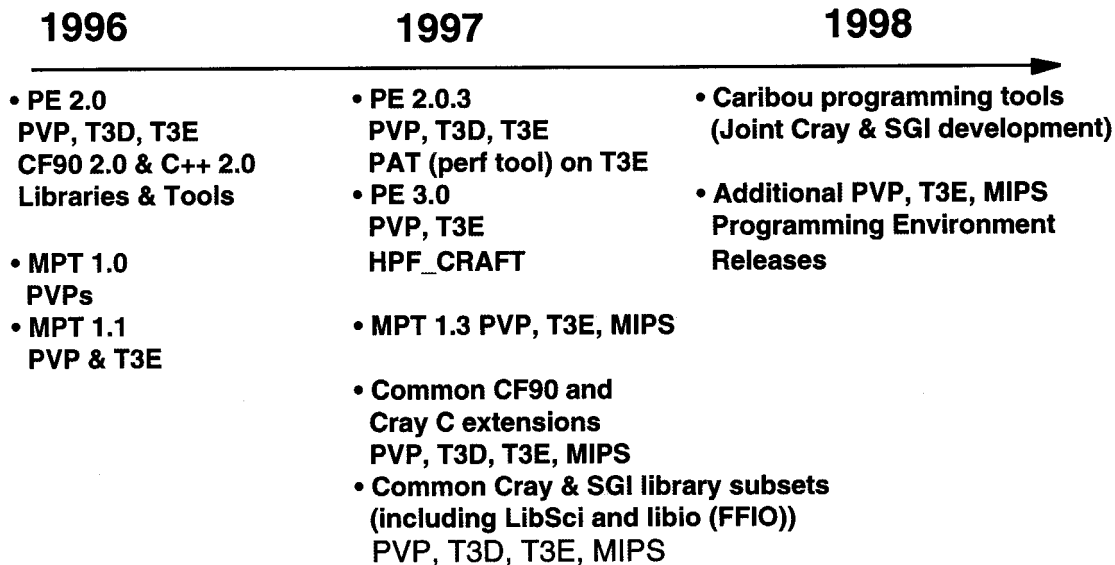 1996
1997
1998
• PE 2.0
PVP, T3D, T3E
CF90 2.0 & C++ 2.0
Libraries & Tools
• MPT 1.0
PVPs
• MPT 1.1
PVP & T3E
• PE 2.0.3
PVP, T3D, T3E
PAT (perf tool) on T3E
• PE 3.0
PVP, T3E
HPF_CRAFT
• MPT 1.3 PVP, T3E, MIPS
• Common CF90 and
Cray C extensions
PVP, T3D, T3E, MIPS
• Common Cray & SGI library subsets
(including LibSci and libio (FFIO))
PVP, T3D, T3E, MIPS
• Caribou programming tools
(Joint Cray & SGI development)
• Additional PVP, T3E, MIPS
Programming Environment
Releases